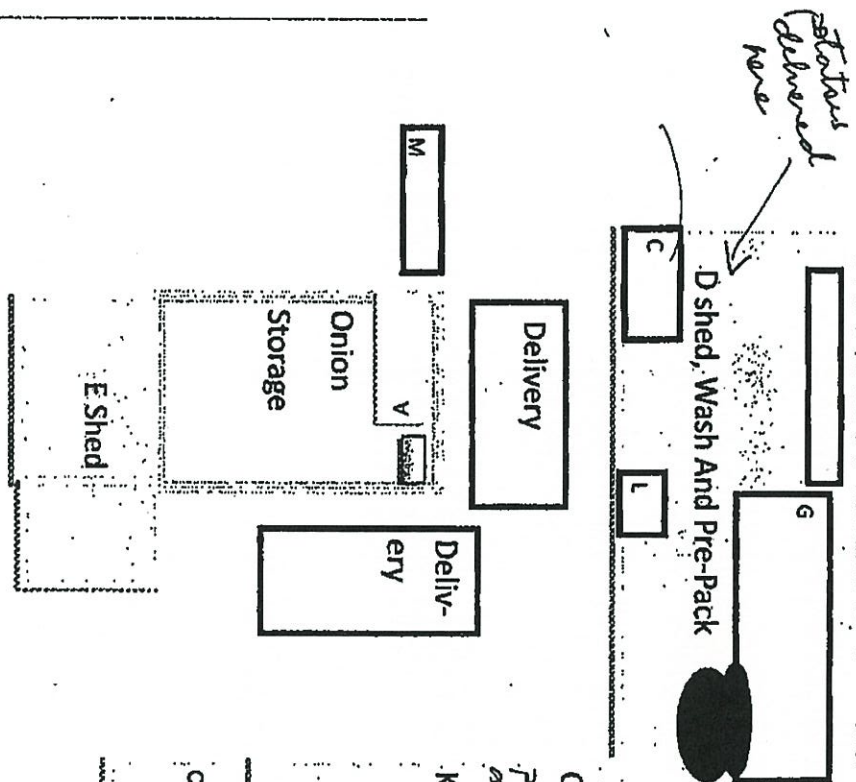 Potatoes
delivered
here
C
G
D shed, Wash And Pre-Pack
L
M
Delivery
Onion
Storage
A
Deliv-
ery
E Shed